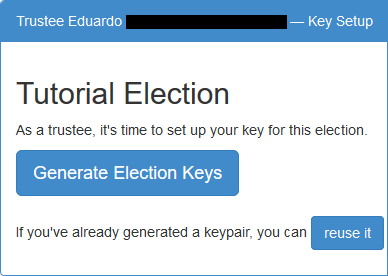 Trustee Eduardo — Key Setup
Tutorial Election
As a trustee, it's time to set up your key for this election.
Generate Election Keys
If you've already generated a keypair, you can reuse it